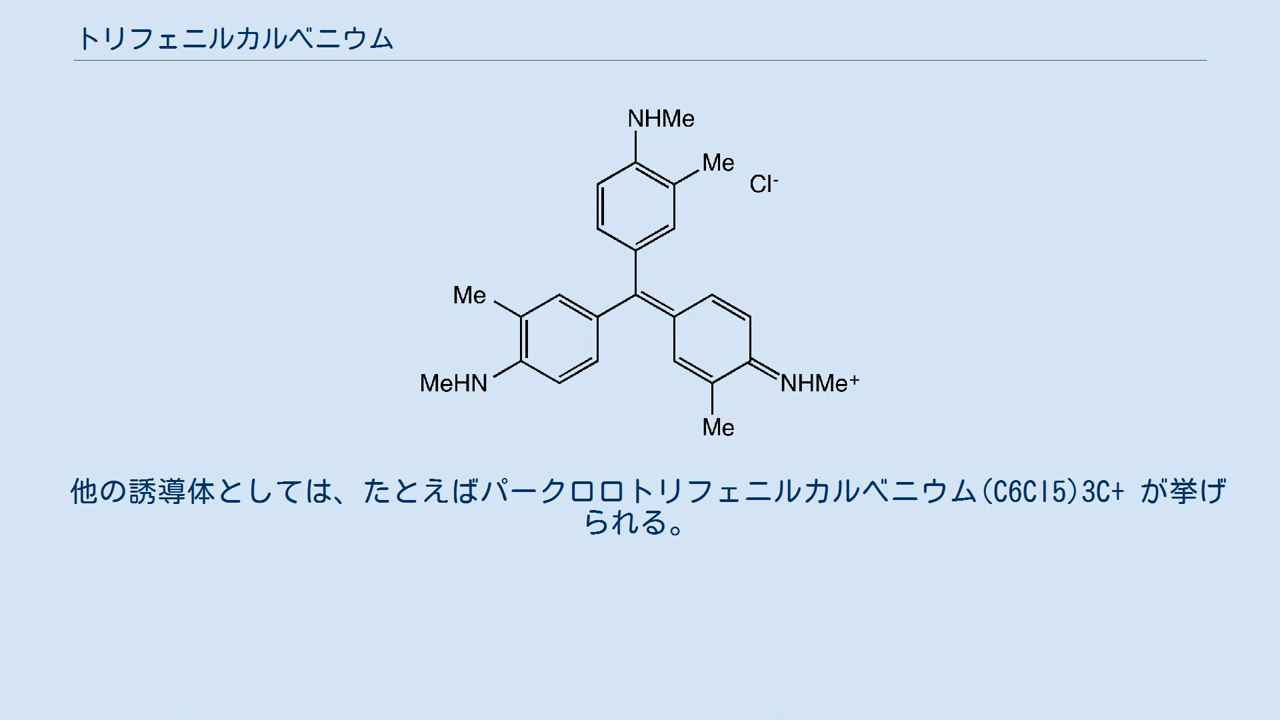 トリフェニルカルベニウム
NHMe
Me
Cl-
Me
MeHN
NHMe+
Me
他の誘導体としては、たとえばパークロロトリフェニルカルベニウム(C6Cl5)3C+ が挙げ
られる。